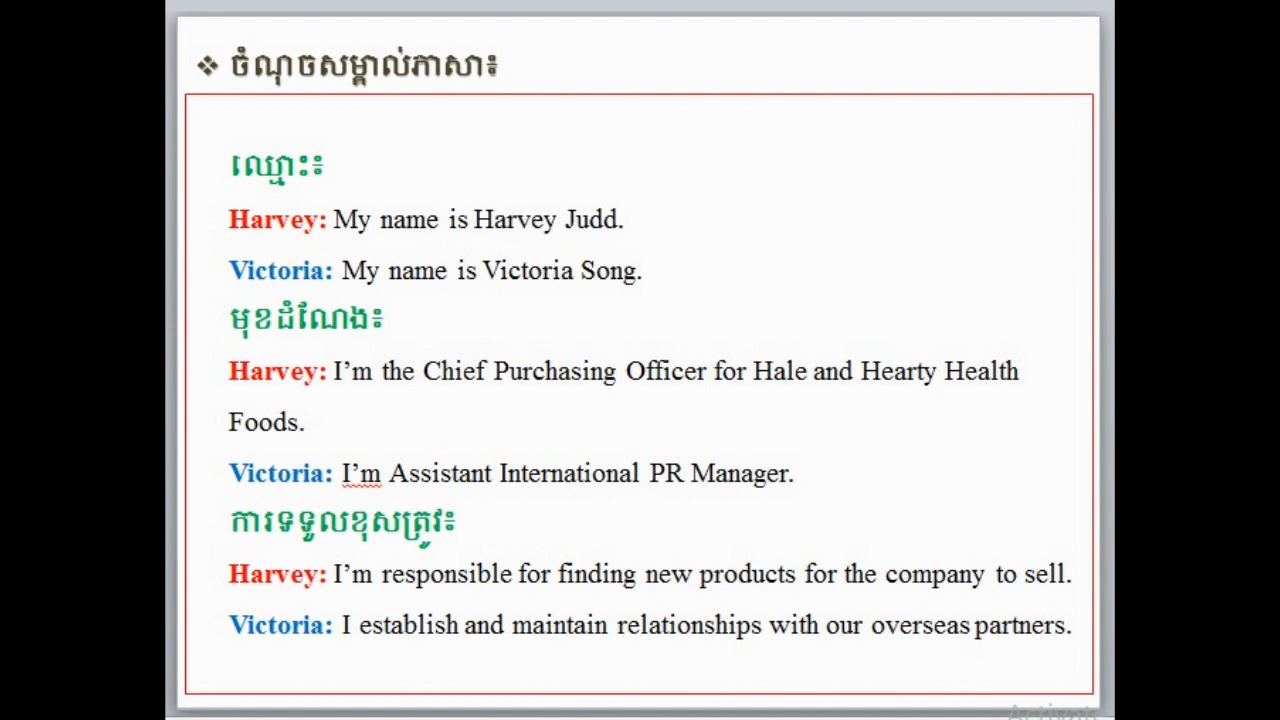 ❖ ចំណុចសម្គាល់ភាសា៖
ឈ្មោះ៖
Harvey: My name is Harvey Judd.
Victoria: My name is Victoria Song.
មុខដំណែង៖
Harvey: I’m the Chief Purchasing Officer for Hale and Hearty Health
Foods.
Victoria: I’m Assistant International PR Manager.
ការទទួលខុសត្រូវ៖
Harvey: I’m responsible for finding new products for the company to sell.
Victoria: I establish and maintain relationships with our overseas partners.